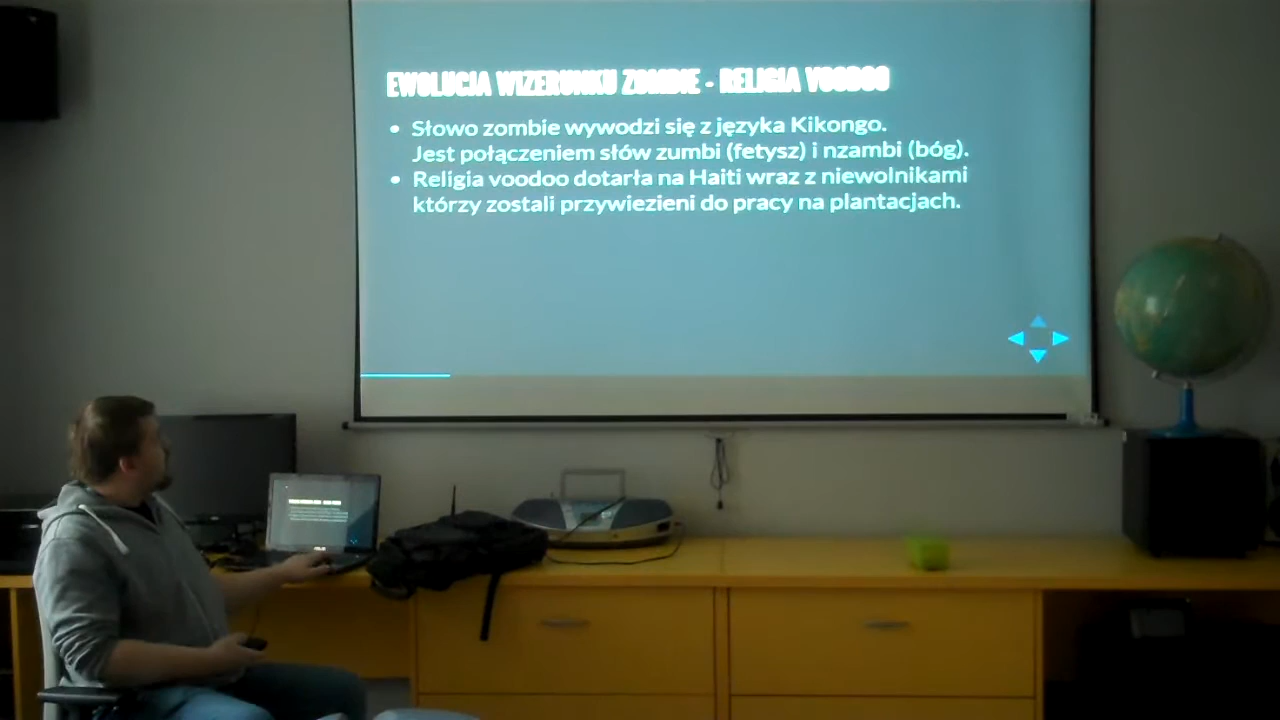 EWOLUCJA WIZERUNKU ZOMBIE - RELIGIA VOODOO
• Słowo zombie wywodzi się z języka Kikongo.
Jest połączeniem słów zumbi (fetysz) i nzambi (bóg).
• Religia voodoo dotarła na Haiti wraz z niewolnikami
którzy zostali przywiezieni do pracy na plantacjach.